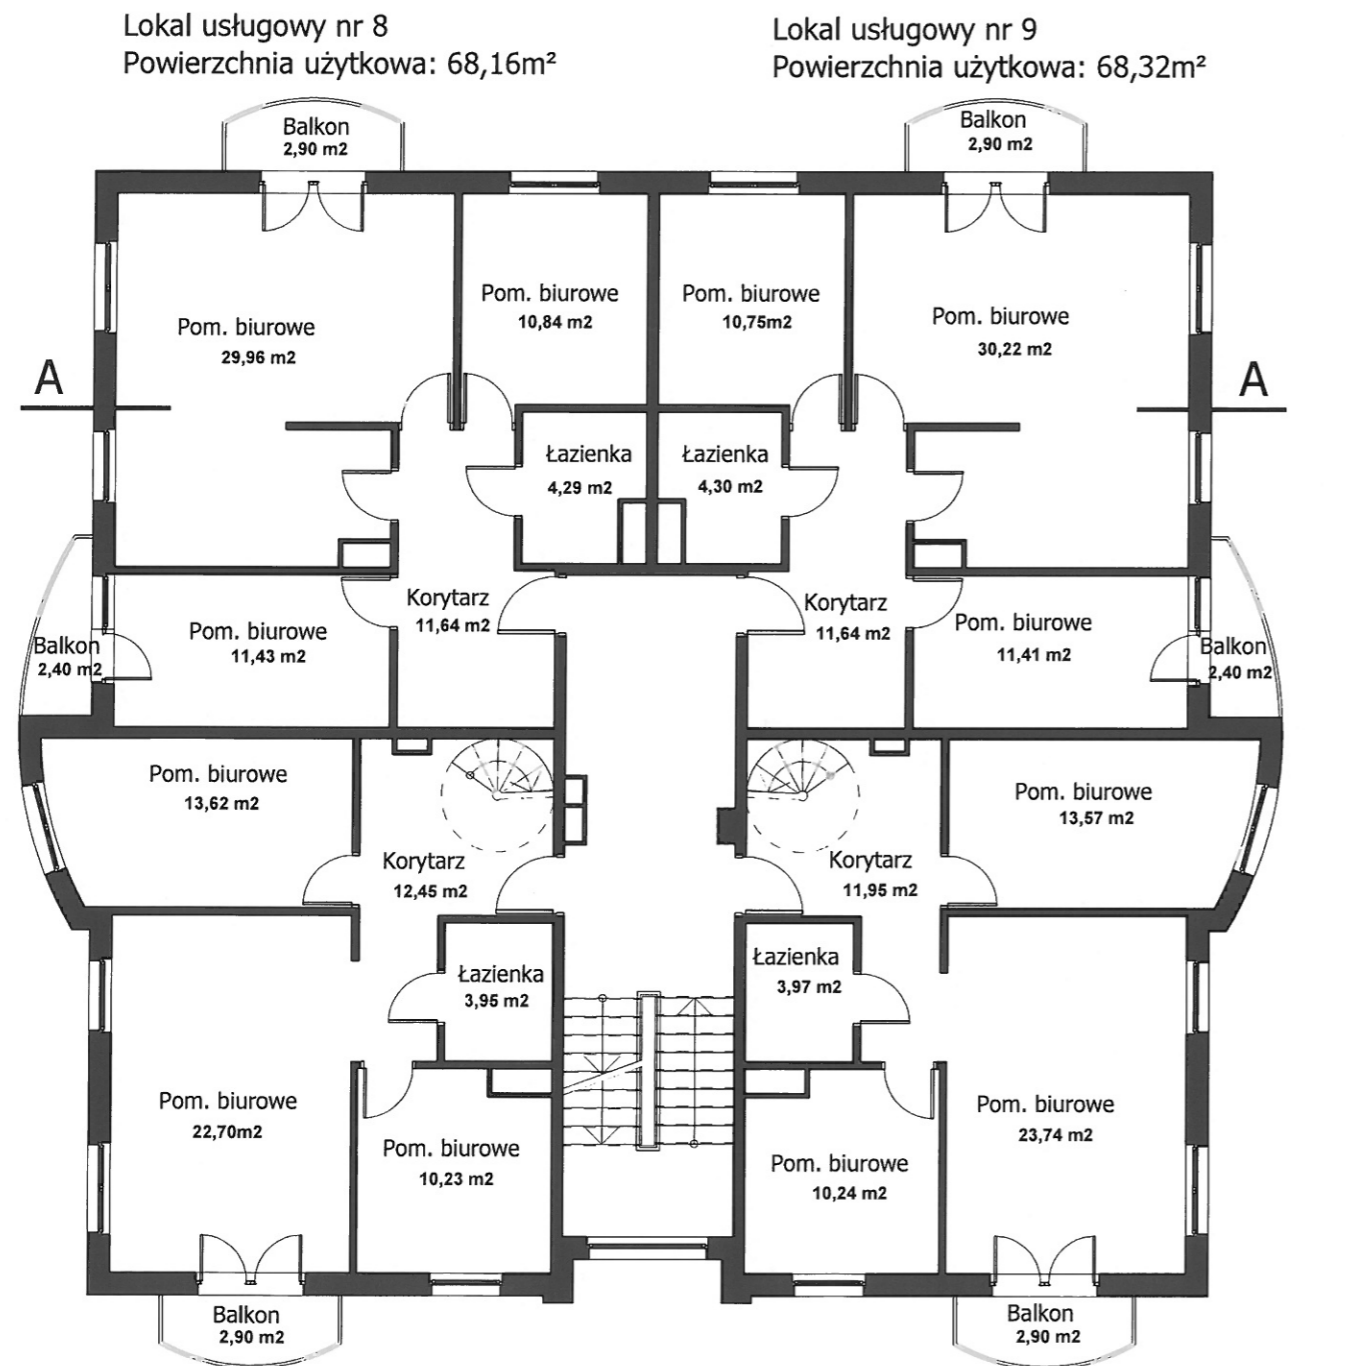 Lokal usługowy nr 8
Powierzchnia użytkowa: 68,16m²
Lokal usługowy nr 9
Powierzchnia użytkowa: 68,32m²
Balkon
2,90 m2
Balkon
2,90 m2
Pom. biurowe
29,96 m2
Pom. biurowe
10,84 m2
Pom. biurowe
10,75m2
Pom. biurowe
30,22 m2
A
A
Łazienka
4,29 m2
Łazienka
4,30 m2
Balkon
2,40 m2
Pom. biurowe
11,43 m2
Korytarz
11,64 m2
Korytarz
11,64 m2
Pom. biurowe
11,41 m2
Balkon
2,40 m2
Pom. biurowe
13,62 m2
Korytarz
12,45 m2
Korytarz
11,95 m2
Pom. biurowe
13,57 m2
Łazienka
3,95 m2
Łazienka
3,97 m2
Pom. biurowe
22,70m2
Pom. biurowe
10,23 m2
Pom. biurowe
10,24 m2
Pom. biurowe
23,74 m2
Balkon
2,90 m2
Balkon
2,90 m2